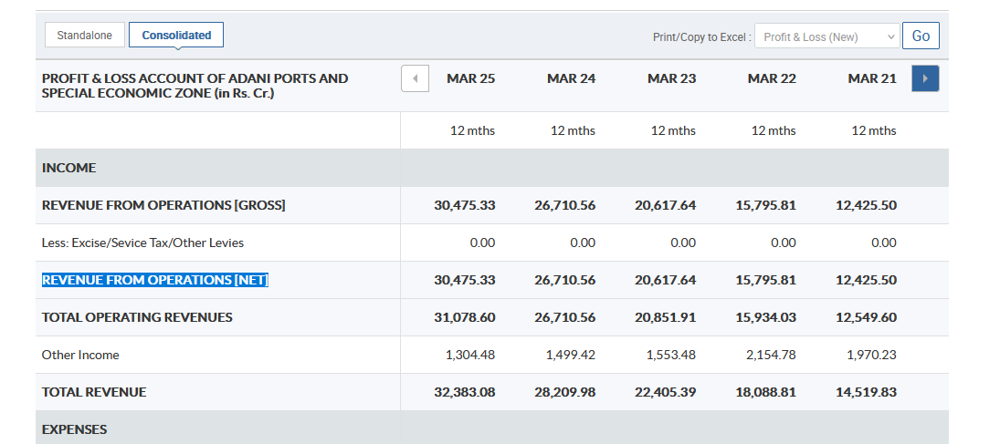 Standalone Consolidated Print/Copy to Excel : Profit & Loss (New) Go
PROFIT & LOSS ACCOUNT OF ADANI PORTS AND MAR 25 MAR 24 MAR 23 MAR 22 MAR 21
SPECIAL ECONOMIC ZONE (in Rs. Cr.)
12 mths 12 mths 12 mths 12 mths 12 mths
INCOME
REVENUE FROM OPERATIONS [GROSS] 30,475.33 26,710.56 20,617.64 15,795.81 12,425.50
Less: Excise/Sevice Tax/Other Levies 0.00 0.00 0.00 0.00 0.00
REVENUE FROM OPERATIONS [NET] 30,475.33 26,710.56 20,617.64 15,795.81 12,425.50
TOTAL OPERATING REVENUES 31,078.60 26,710.56 20,851.91 15,934.03 12,549.60
Other Income 1,304.48 1,499.42 1,553.48 2,154.78 1,970.23
TOTAL REVENUE 32,383.08 28,209.98 22,405.39 18,088.81 14,519.83
EXPENSES